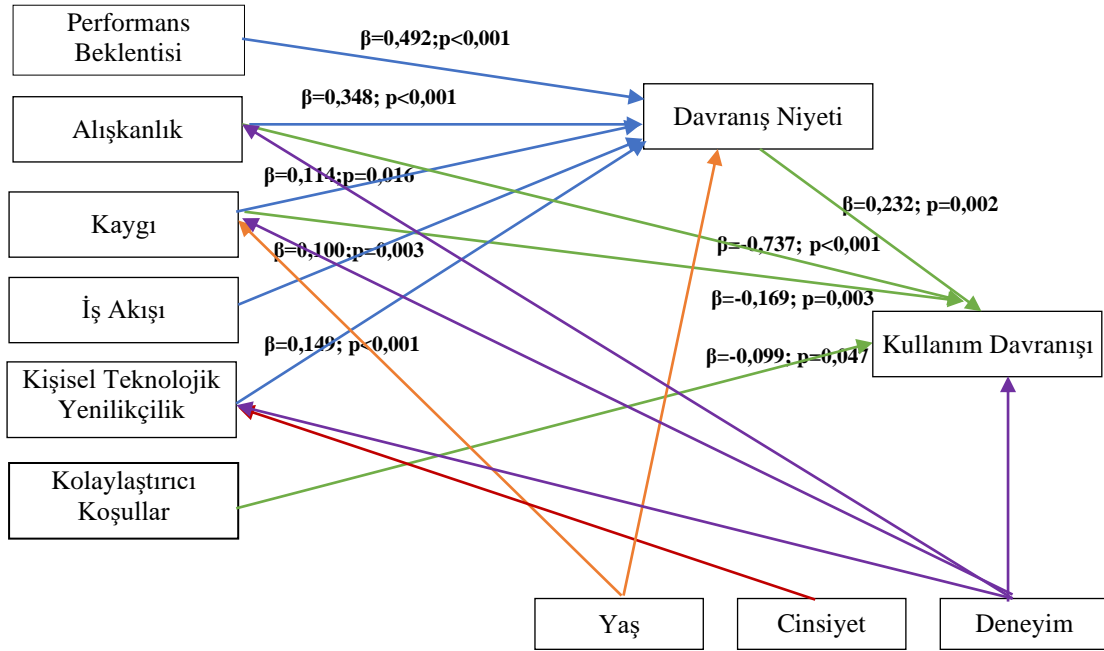 Performans
Beklentisi
β=0,492;p<0,001
Alışkanlık
β=0,348; p<0,001
Davranış Niyeti
Kaygı
β=0,114;p=0,016
β=0,232; p=0,002
β=-0,737; p<0,001
İş Akışı
β=0,100;p=0,003
β=-0,169; p=0,003
Kullanım Davranışı
Kişisel Teknolojik
Yenilikçilik
β=0,149; p<0,001
β=-0,099; p=0,047
Kolaylaştırıcı
Koşullar
Yaş
Cinsiyet
Deneyim